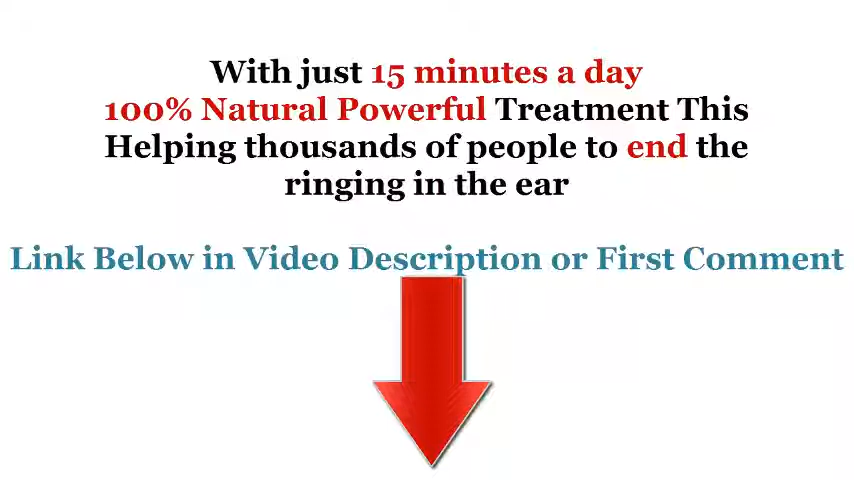 With just 15 minutes a day
100% Natural Powerful Treatment This
Helping thousands of people to end the
ringing in the ear
Link Below in Video Description or First Comment